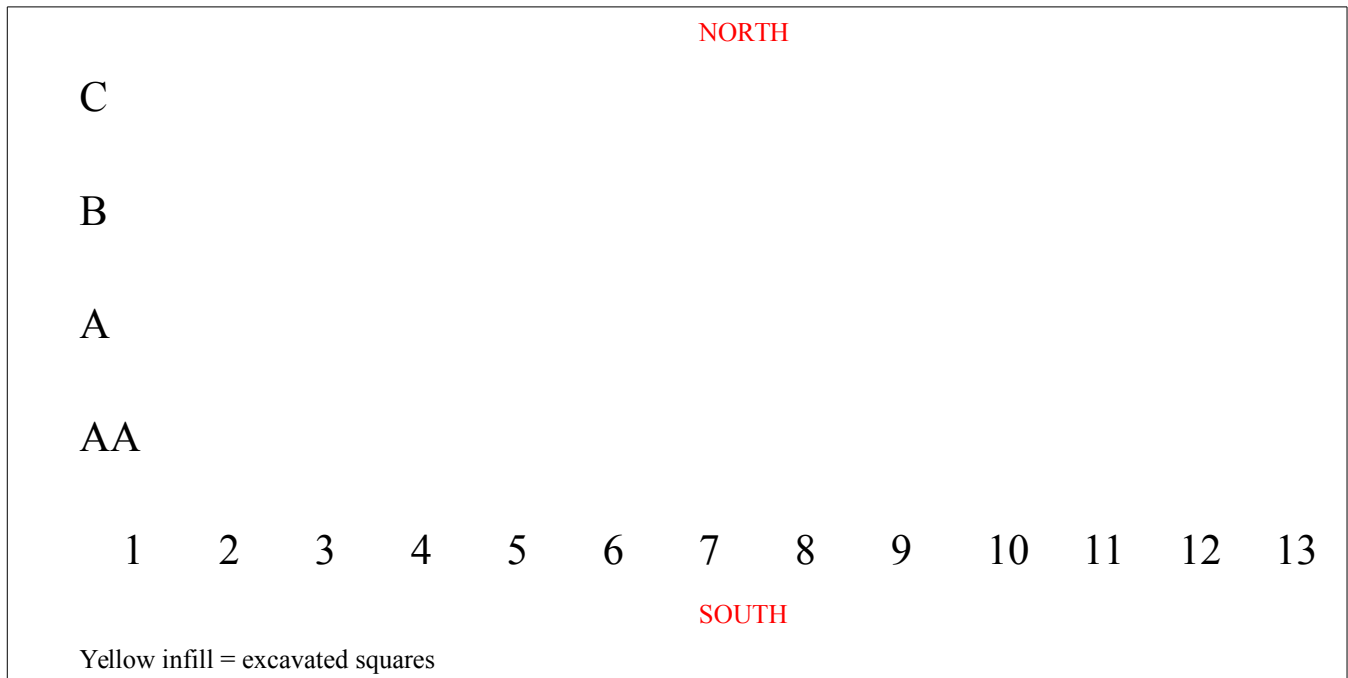 NORTH
C
B
A
AA
1 2 3 4 5 6 7 8 9 10 11 12 13
SOUTH
Yellow infill = excavated squares